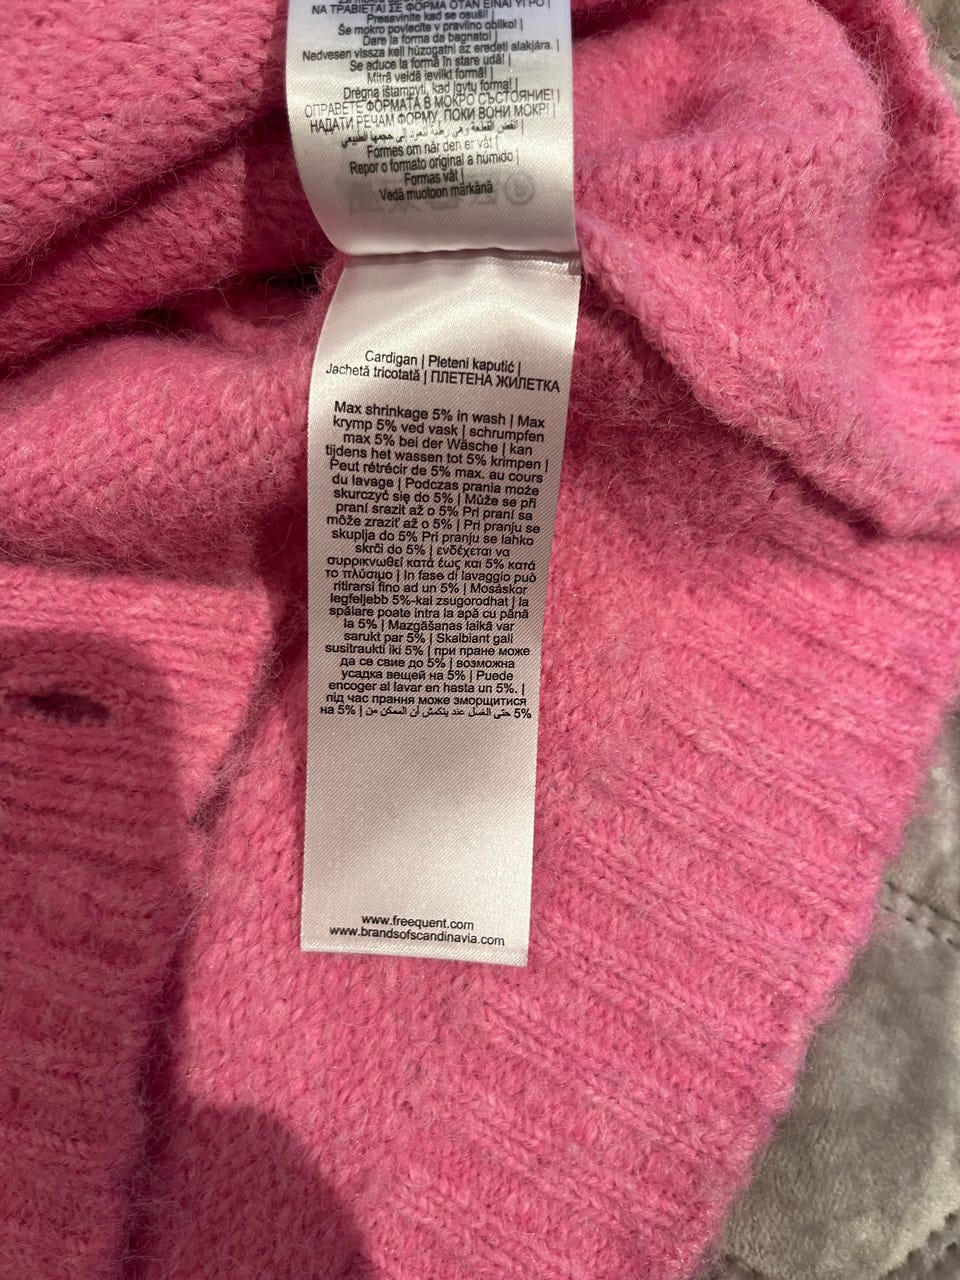 NA TPABIETAI ΣΕ ΦΟΡΜΑ ΟΤΑΝ ΕΙΝΑΙ ΥΓΡΟ |
Presavinite kad se osuši! |
Še mokro povlecite v pravilno obliko! |
Dare la forma da bagnato! |
Nedvesen vissza kell húzogatni az eredeti alakjára. |
Se aduce la formă în stare udă! |
Mitrā veidā ievilkt formā! |
Drėgna ištampyti, kad įgytų formą! |
ОПРАВЕТЕ ФОРМАТА В МОКРО СЪСТОЯНИЕ! |
НАДАТИ РЕЧАМ ФОРМУ, ПОКИ ВОНИ МОКРІ |
Formes om når den er våt |
Repor o formato original a húmido |
Formas våt |
Vedä muotoon märkänä
Cardigan | Pleteni kaputić |
Jachetă tricotată | ПЛЕТЕНА ЖИЛЕТКА
Max shrinkage 5% in wash | Max
krymp 5% ved vask | schrumpfen
max 5% bei der Wäsche | kan
tijdens het wassen tot 5% krimpen |
Peut rétrécir de 5% max. au cours
du lavage | Podczas prania może
skurczyć się do 5% | Může se při
praní srazit až o 5% Pri praní sa
môže zraziť až o 5% | Pri pranju se
skuplja do 5% Pri pranju se lahko
skrči do 5% | ενδέχεται να
συρρικνωθεί κατά έως και 5% κατά
το πλύσιμο | In fase di lavaggio può
ritirarsi fino ad un 5% | Mosáskor
legfeljebb 5%-kal zsugorodhat | la
spălare poate intra la apă cu până
la 5% | Mazgāšanas laikā var
sarukt par 5% | Skalbiant gali
susitraukti iki 5% | при пране може
да се свие до 5% | возможна
усадка вещей на 5% | Puede
encoger al lavar en hasta un 5%. |
під час прання може зморщитися
на 5% | من الممكن أن ينكمش عند الغسل حتى 5%
www.freequent.com
www.brandsofscandinavia.com